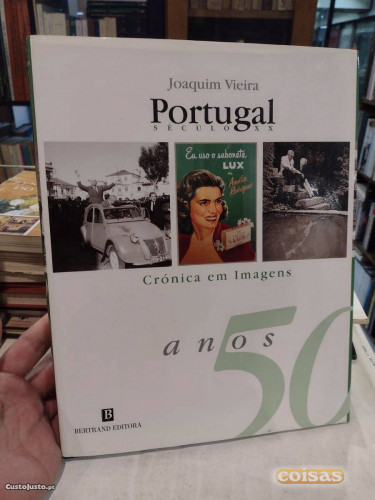 Joaquim Vieira
Portugal
SÉCULO XX
Eu uso o sabonete
LUX
Crónica em Imagens
anos
50
B
BERTRAND EDITORA
CustoJusto.pt
coisas